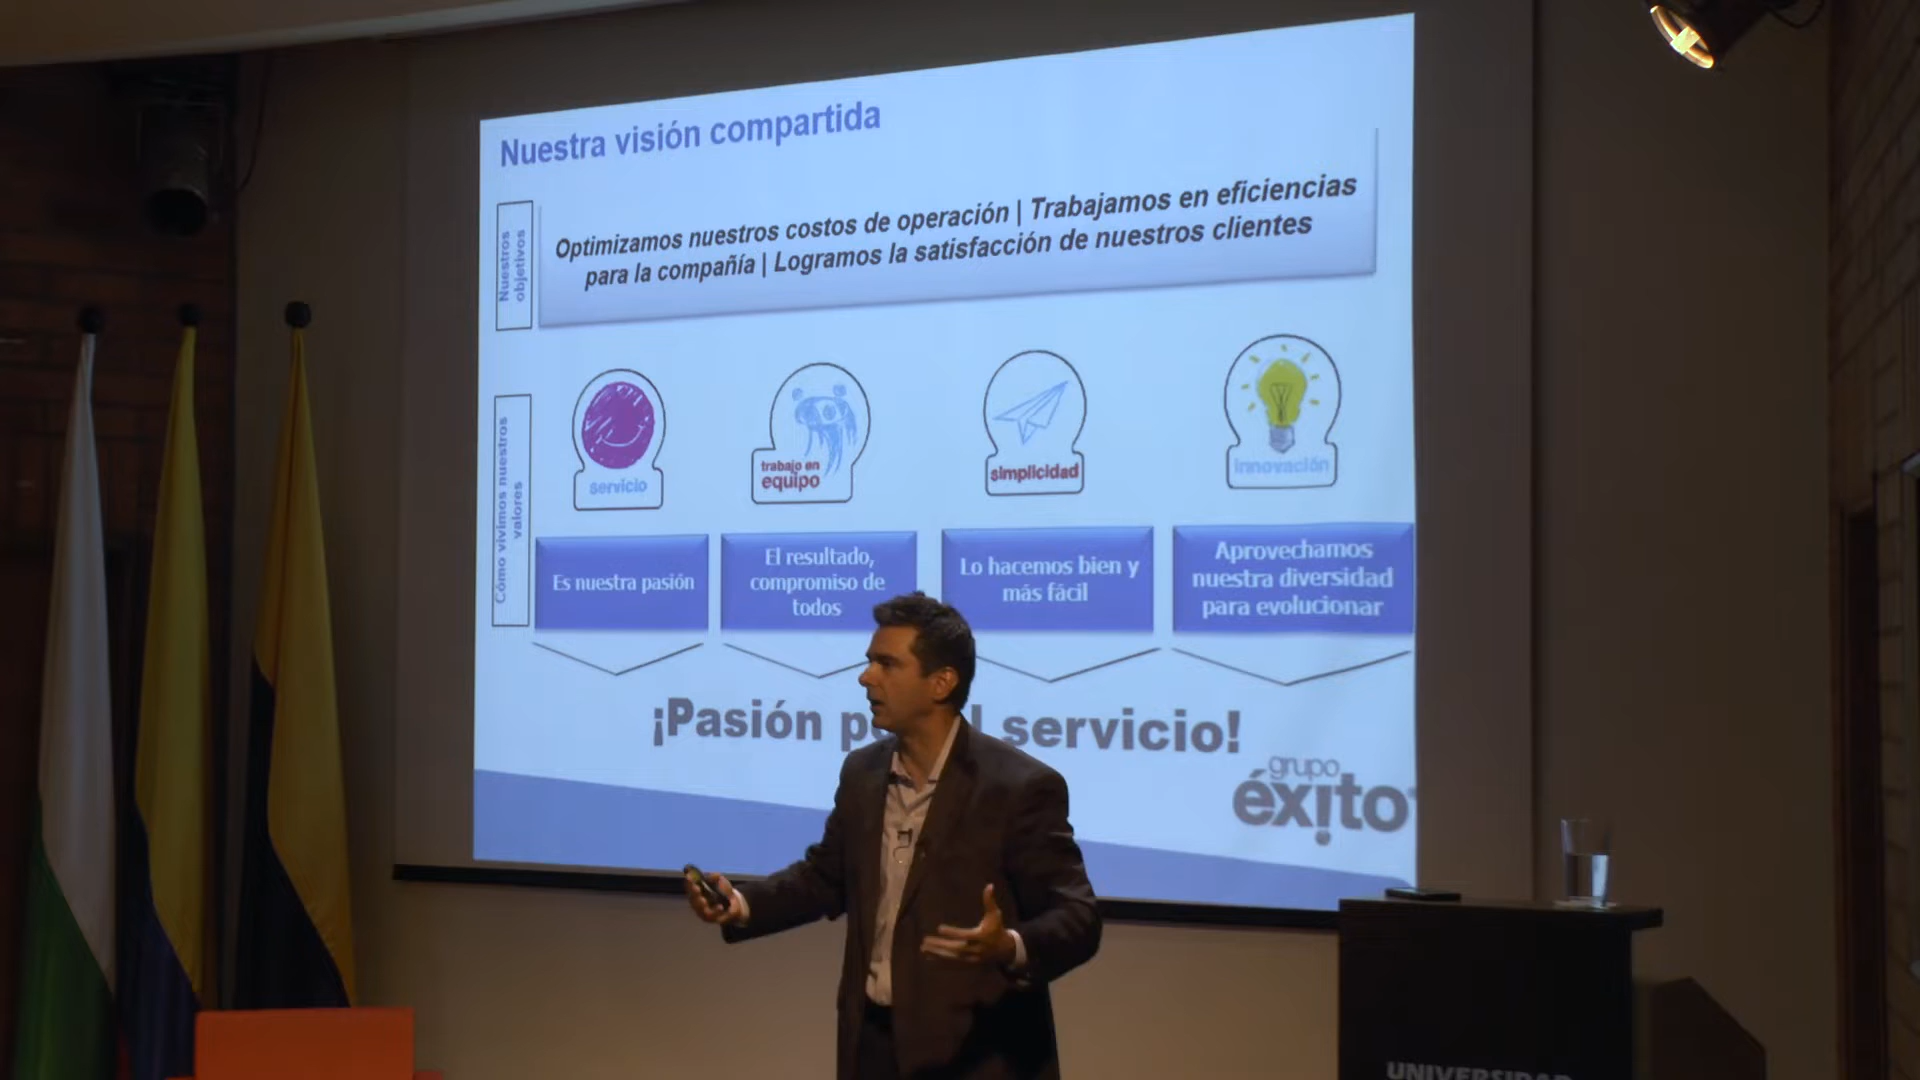 Nuestra visión compartida
Nuestros
objetivos
Optimizamos nuestros costos de operación | Trabajamos en eficiencias
para la compañía | Logramos la satisfacción de nuestros clientes
Cómo vivimos nuestros
valores
servicio
trabajo en
equipo
simplicidad
innovación
Es nuestra pasión
El resultado,
compromiso de
todos
Lo hacemos bien y
más fácil
Aprovechamos
nuestra diversidad
para evolucionar
¡Pasión servicio!
grupo
éxito
UNIVERSIDAD